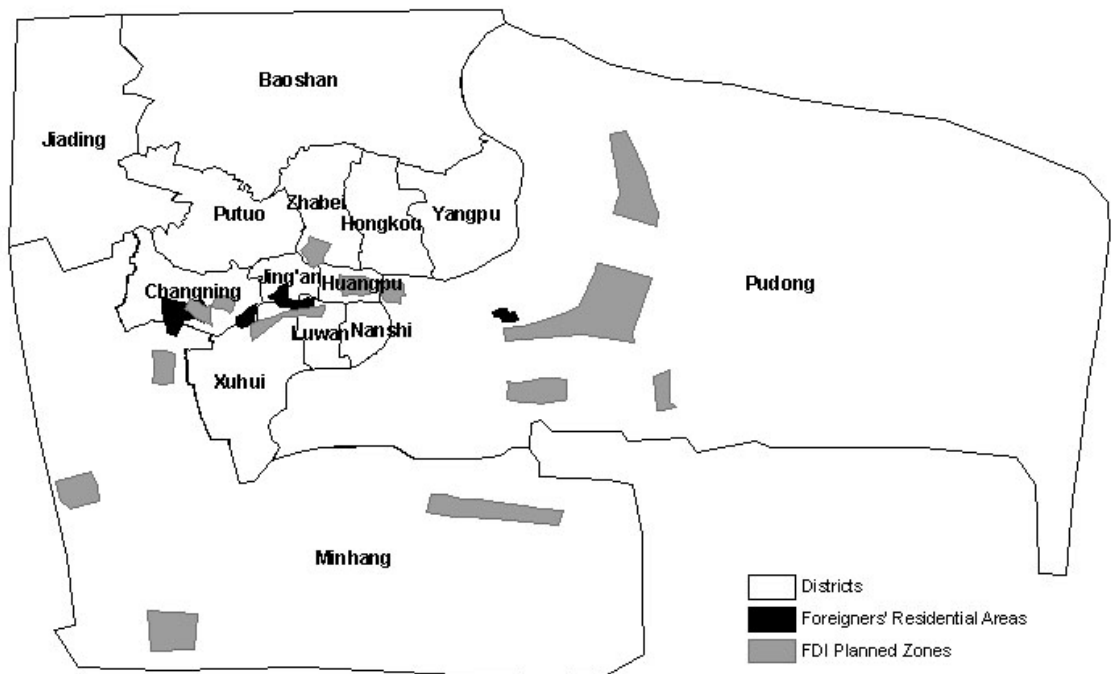 Baoshan
Jiading
Putuo
Zhabei
Hongkou
Yangpu
Pudong
Changning
Jing'an
Huangpu
Luwan
Nanshi
Xuhui
Minhang
Districts
Foreigners' Residential Areas
FDI Planned Zones